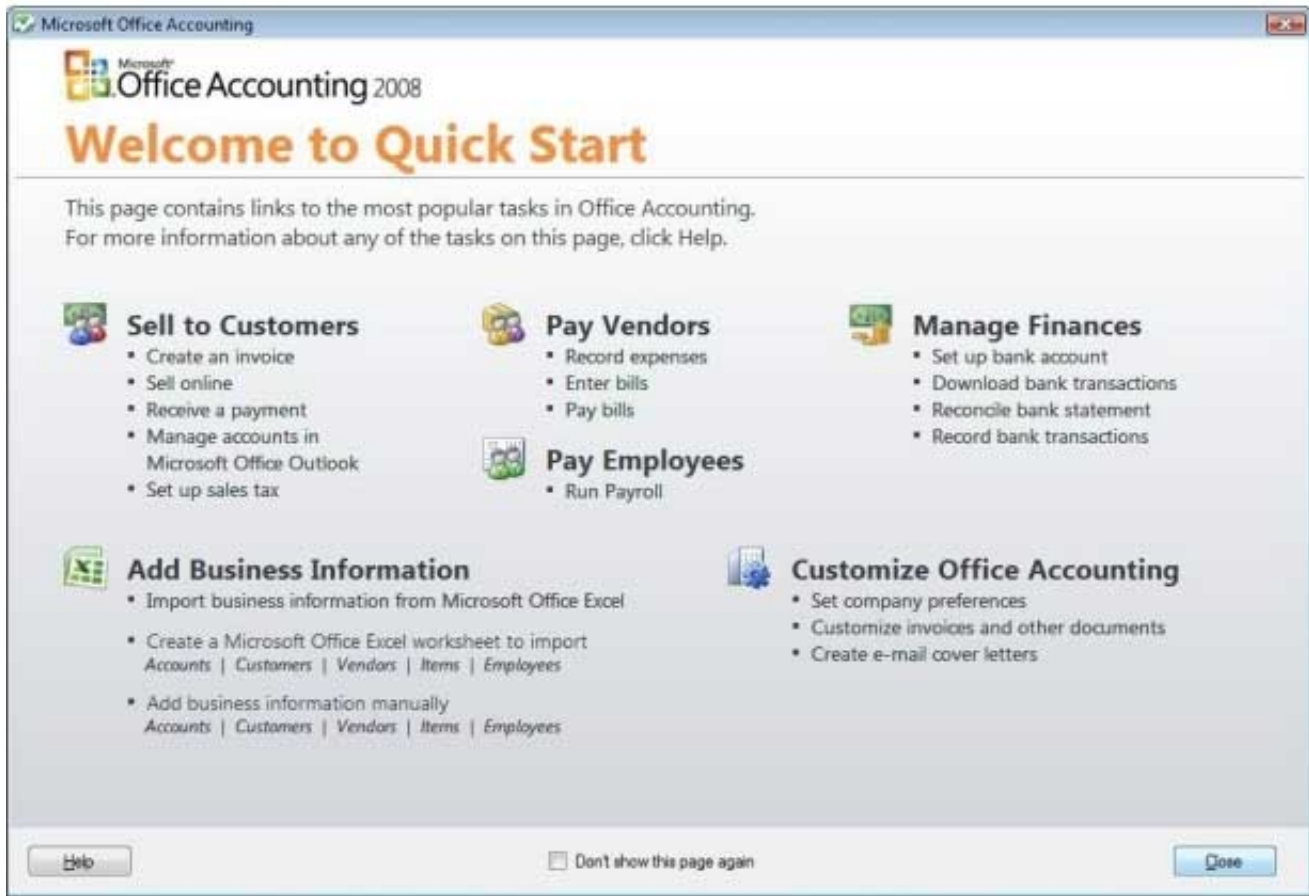 Microsoft Office Accounting
Microsoft®
Office Accounting 2008
Welcome to Quick Start
This page contains links to the most popular tasks in Office Accounting.
For more information about any of the tasks on this page, click Help.
Sell to Customers
▪ Create an invoice
▪ Sell online
▪ Receive a payment
▪ Manage accounts in
Microsoft Office Outlook
▪ Set up sales tax
Pay Vendors
▪ Record expenses
▪ Enter bills
▪ Pay bills
Pay Employees
▪ Run Payroll
Manage Finances
▪ Set up bank account
▪ Download bank transactions
▪ Reconcile bank statement
▪ Record bank transactions
Add Business Information
▪ Import business information from Microsoft Office Excel
▪ Create a Microsoft Office Excel worksheet to import
Accounts | Customers | Vendors | Items | Employees
▪ Add business information manually
Accounts | Customers | Vendors | Items | Employees
Customize Office Accounting
▪ Set company preferences
▪ Customize invoices and other documents
▪ Create e-mail cover letters
Help
Don't show this page again
Close